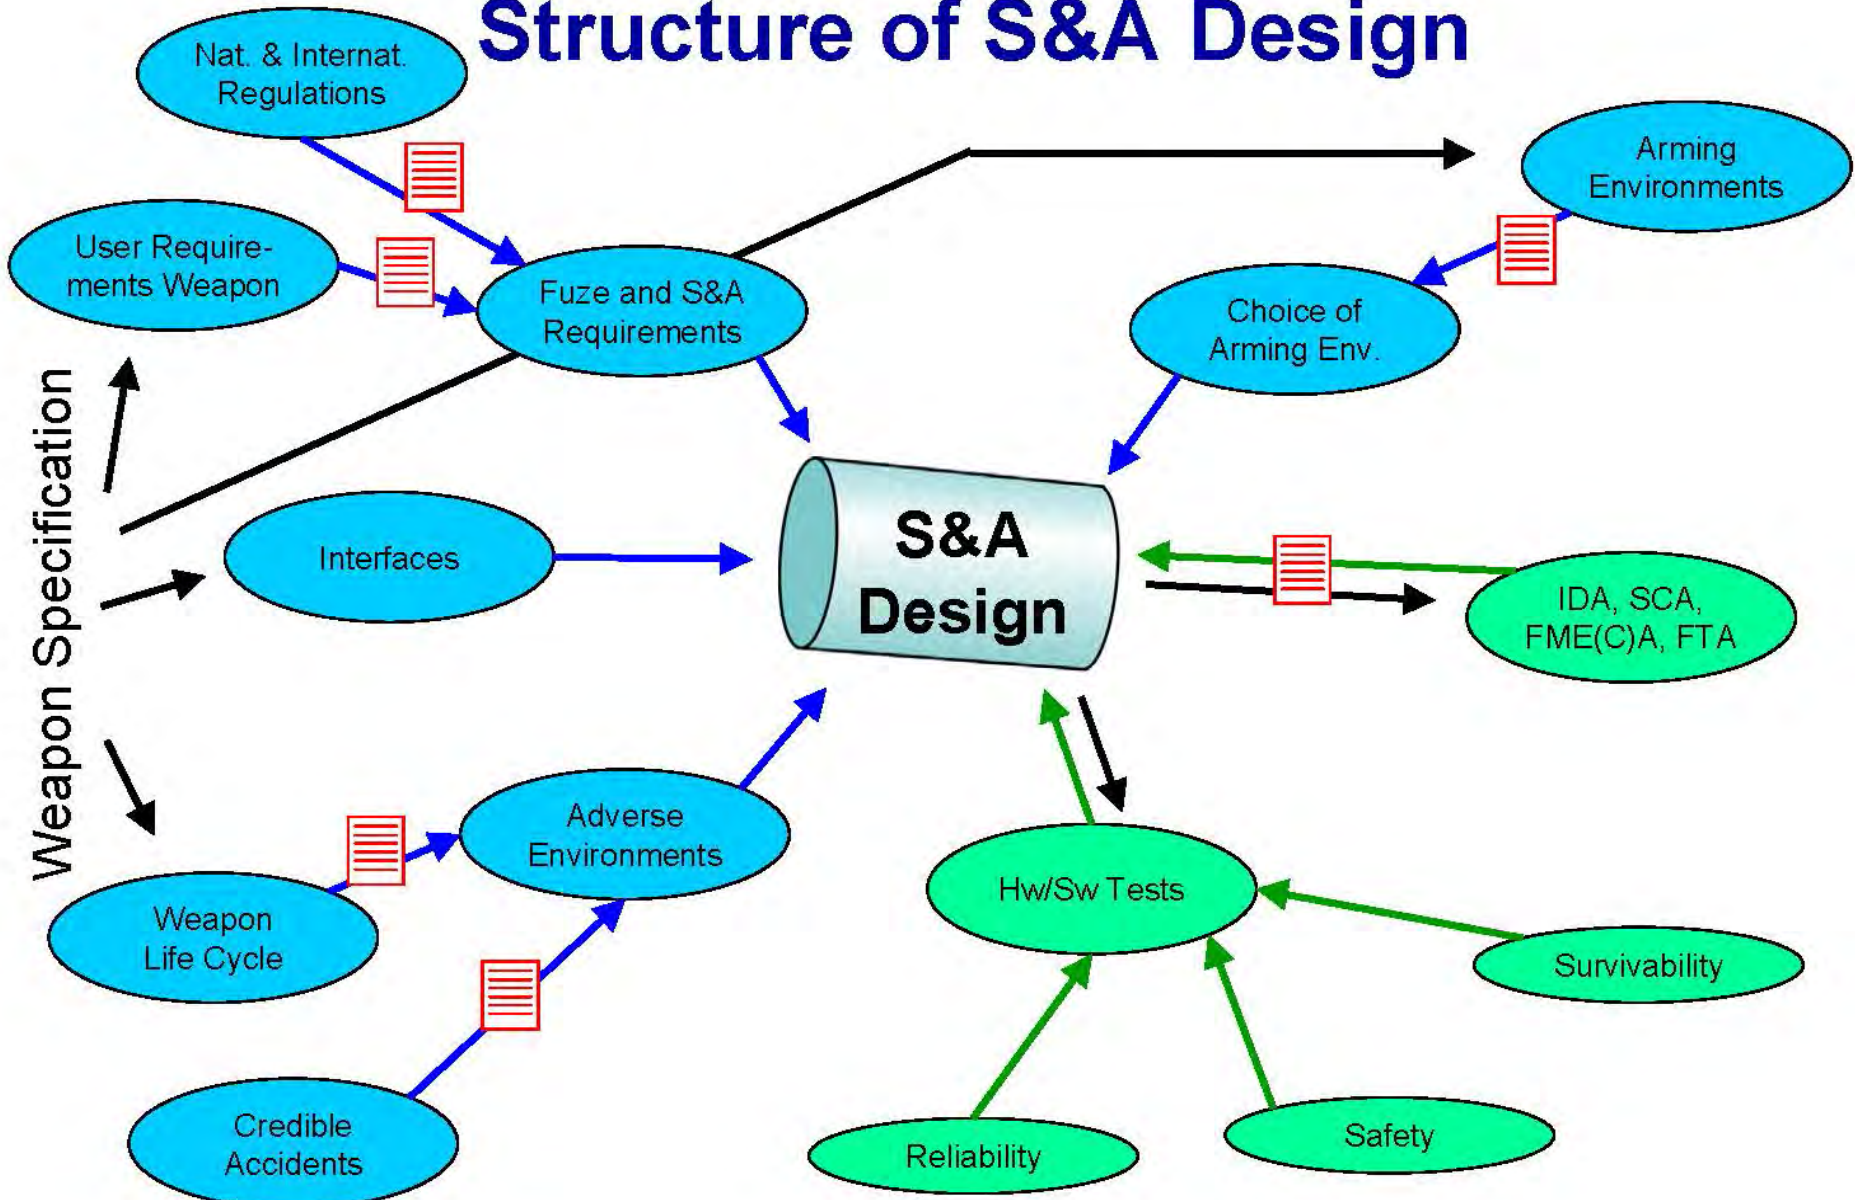 Structure of S&A Design
Nat. & Internat.
Regulations
Arming
Environments
User Require-
ments Weapon
Fuze and S&A
Requirements
Choice of
Arming Env.
Weapon Specification
Interfaces
S&A
Design
IDA, SCA,
FME(C)A, FTA
Adverse
Environments
Hw/Sw Tests
Weapon
Life Cycle
Survivability
Credible
Accidents
Reliability
Safety